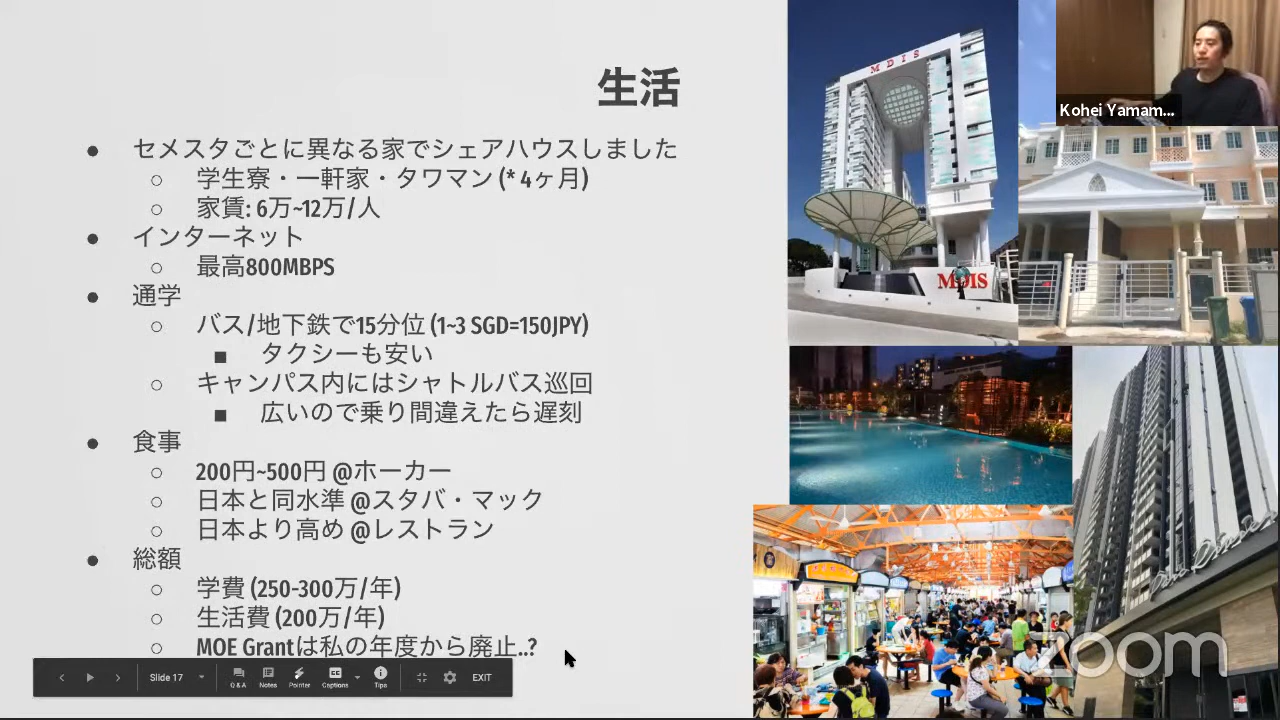 生活
● セメスタごとに異なる家でシェアハウスしました
○ 学生寮・一軒家・タワマン (* 4ヶ月)
○ 家賃: 6万~12万/人
● インターネット
○ 最高800MBPS
● 通学
○ バス/地下鉄で15分位 (1~3 SGD=150JPY)
■ タクシーも安い
○ キャンパス内にはシャトルバス巡回
■ 広いので乗り間違えたら遅刻
● 食事
○ 200円~500円 @ホーカー
○ 日本と同水準 @スタバ・マック
○ 日本より高め @レストラン
● 総額
○ 学費 (250-300万/年)
○ 生活費 (200万/年)
○ MOE Grantは私の年度から廃止..?
Slide 17
Q & A
Notes
Pointer
Captions
Tips
EXIT
MDIS
MDIS
Kohei Yamam...
zoom